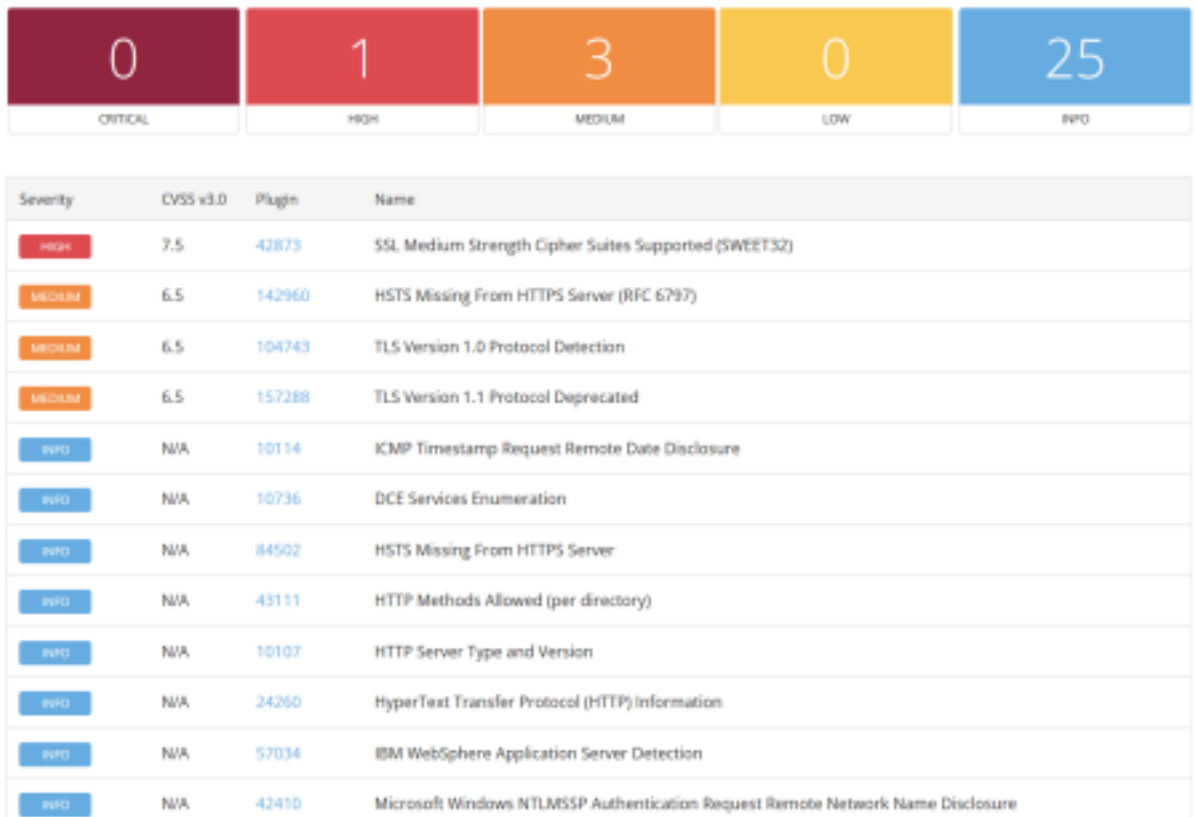 0 1 3 0 25
CRITICAL HIGH MEDIUM LOW INFO
Severity CVSS v3.0 Plugin Name
HIGH 7.5 42873 SSL Medium Strength Cipher Suites Supported (SWEET32)
MEDIUM 6.5 142960 HSTS Missing From HTTPS Server (RFC 6797)
MEDIUM 6.5 104743 TLS Version 1.0 Protocol Detection
MEDIUM 6.5 157288 TLS Version 1.1 Protocol Deprecated
INFO N/A 10114 ICMP Timestamp Request Remote Date Disclosure
INFO N/A 10736 DCE Services Enumeration
INFO N/A 84502 HSTS Missing From HTTPS Server
INFO N/A 43111 HTTP Methods Allowed (per directory)
INFO N/A 10107 HTTP Server Type and Version
INFO N/A 24260 HyperText Transfer Protocol (HTTP) Information
INFO N/A 57034 IBM WebSphere Application Server Detection
INFO N/A 42410 Microsoft Windows NTLMSSP Authentication Request Remote Network Name Disclosure